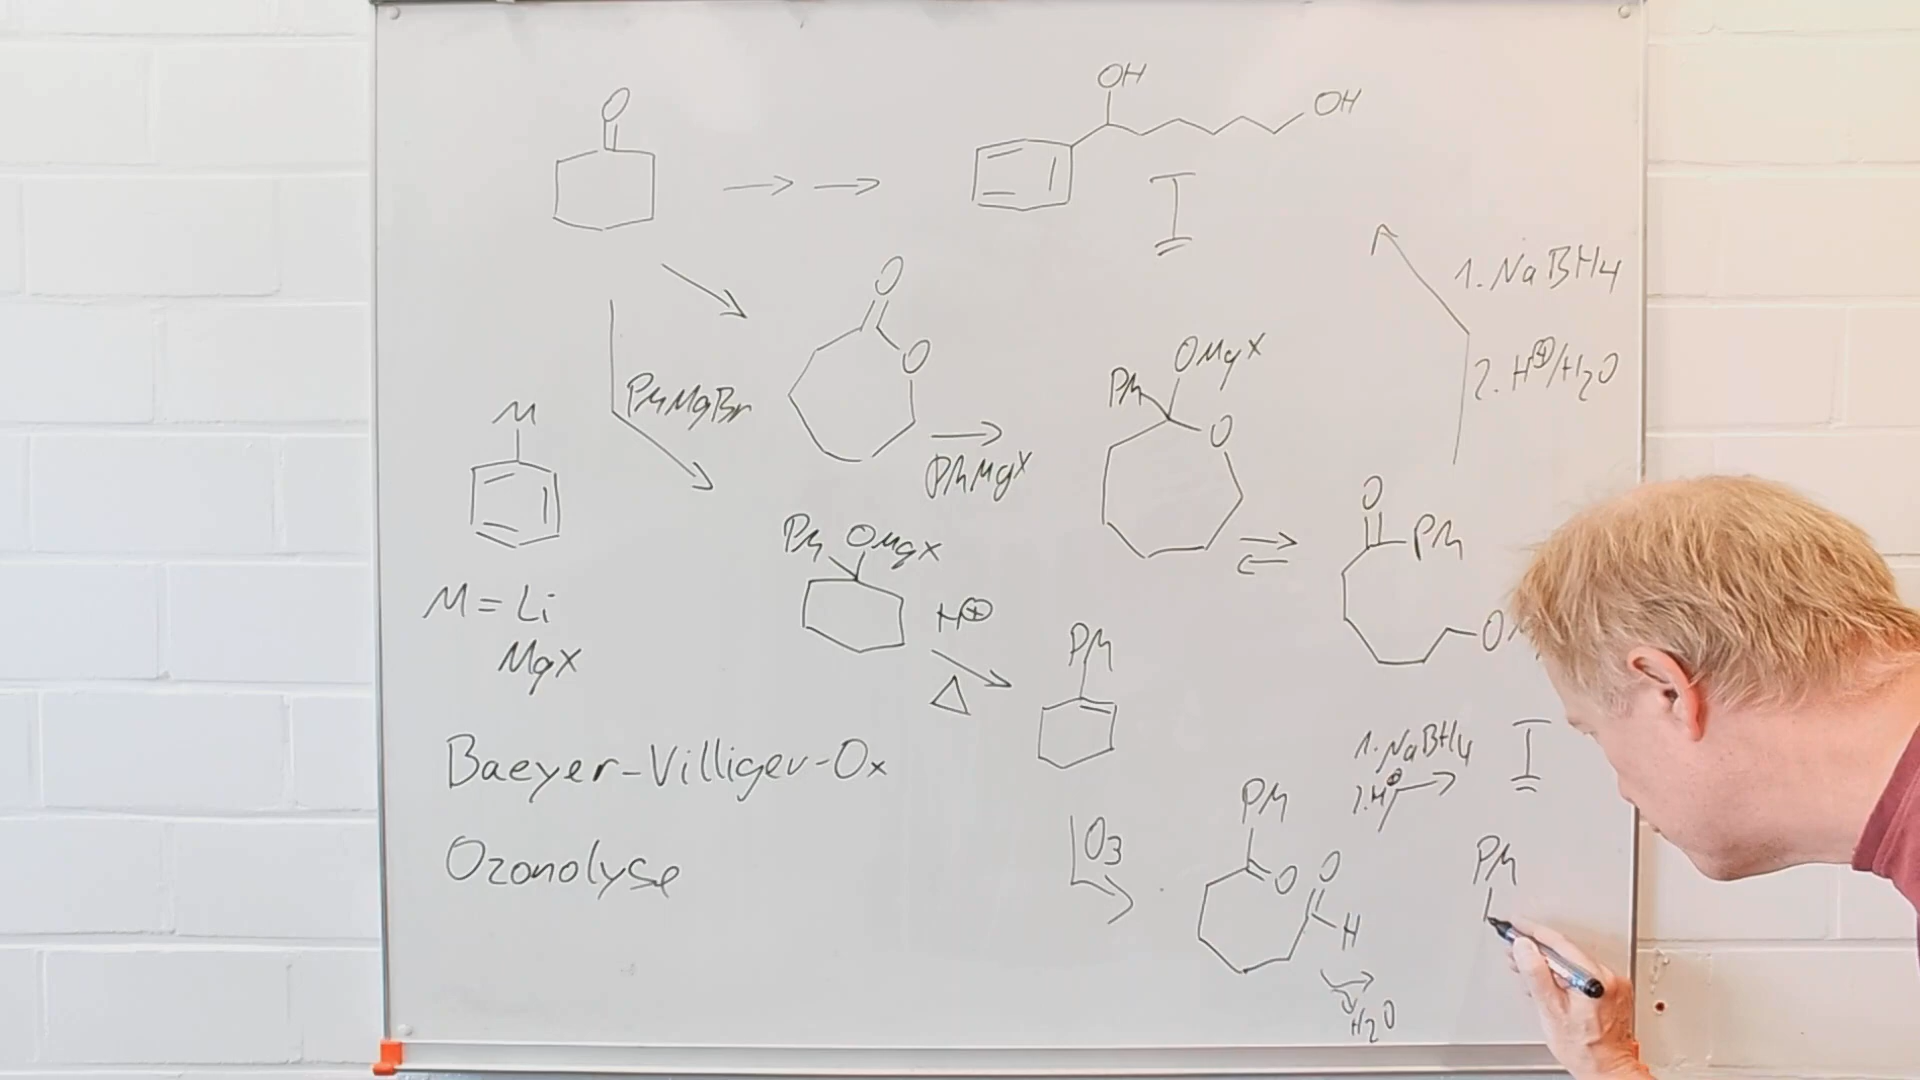 O
OH
OH
I
O
O
1. NaBH4
2. H⊕/H2O
PhMgBr
M
PhMgX
Ph
OMgX
O
O
Ph
O
M = Li
MgX
Ph
OMgX
H⊕
△
Ph
Baeyer-Villiger-Ox
1. NaBH4
2. H⊕
I
Ozonolyse
O3
Ph
O
O
H
H2O
Ph